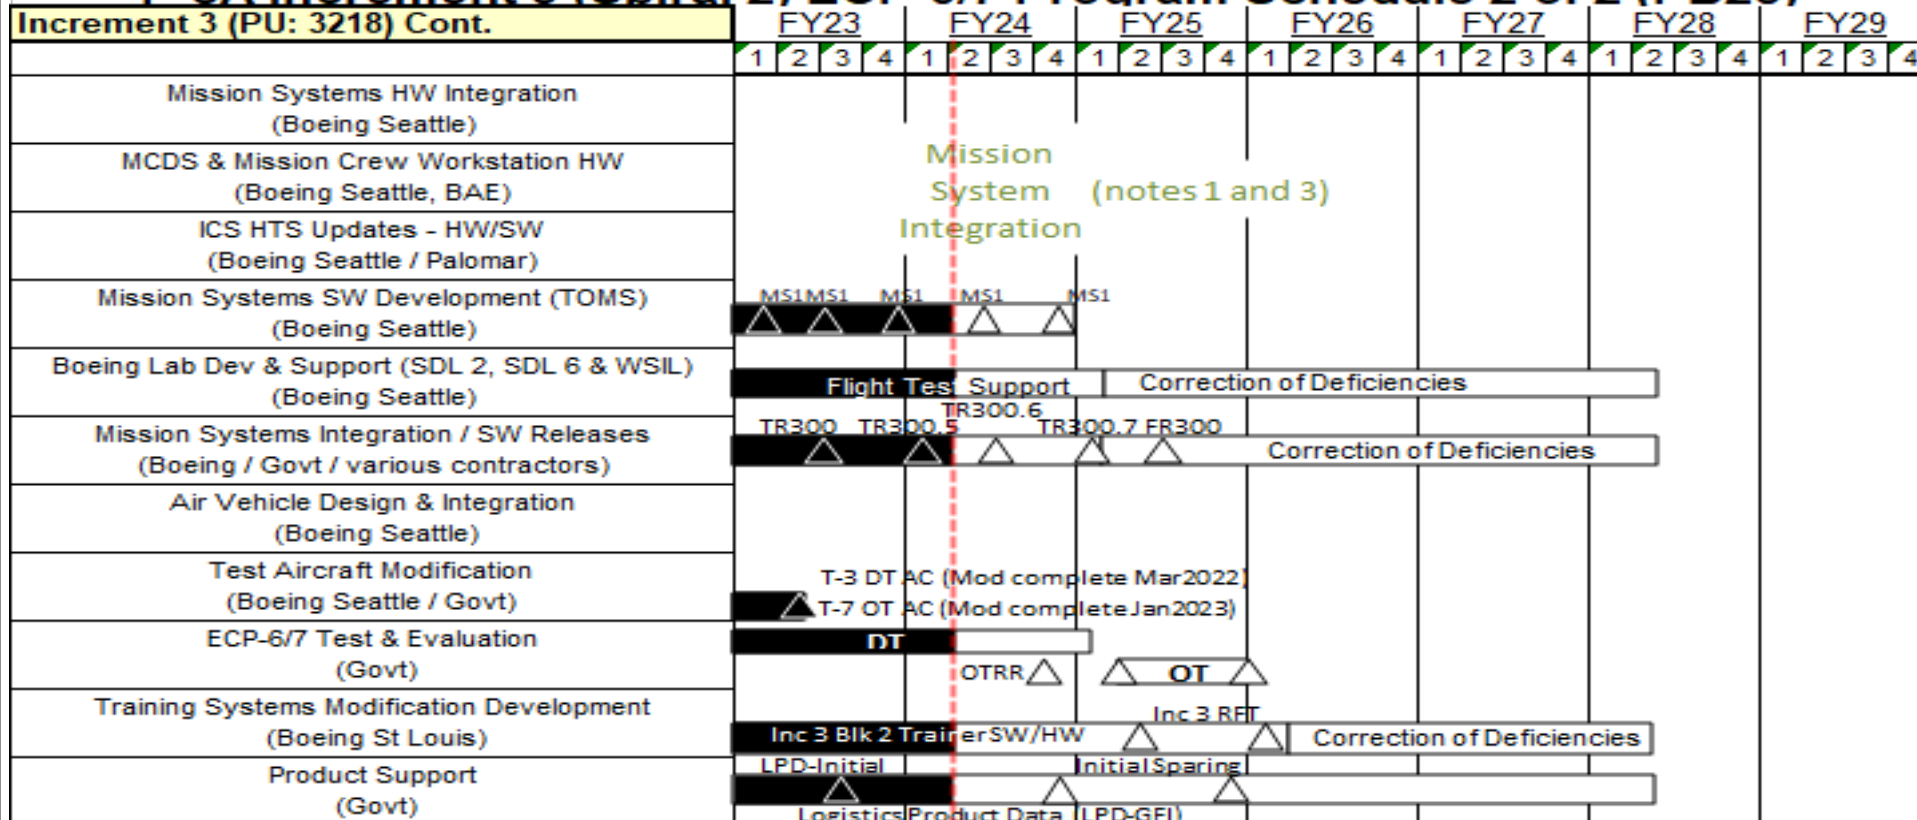 Increment 3 (PU: 3218) Cont.
FY23 FY24 FY25 FY26 FY27 FY28 FY29
1 2 3 4 1 2 3 4 1 2 3 4 1 2 3 4 1 2 3 4 1 2 3 4 1 2 3 4
Mission Systems HW Integration
(Boeing Seattle)
MCDS & Mission Crew Workstation HW
(Boeing Seattle, BAE)
Mission
System (notes 1 and 3)
Integration
ICS HTS Updates - HW/SW
(Boeing Seattle / Palomar)
Mission Systems SW Development (TOMS)
(Boeing Seattle)
MS1 MS1 MS1 MS1 MS1
Boeing Lab Dev & Support (SDL 2, SDL 6 & WSIL)
(Boeing Seattle)
Flight Test Support Correction of Deficiencies
Mission Systems Integration / SW Releases
(Boeing / Govt / various contractors)
TR300.6
TR300 TR300.5 TR300.7 FR300
Correction of Deficiencies
Air Vehicle Design & Integration
(Boeing Seattle)
Test Aircraft Modification
(Boeing Seattle / Govt)
T-3 DT AC (Mod complete Mar2022)
T-7 OT AC (Mod complete Jan2023)
ECP-6/7 Test & Evaluation
(Govt)
DT
OTRR OT
Training Systems Modification Development
(Boeing St Louis)
Inc 3 RFT
Inc 3 Blk 2 Trainer SW/HW Correction of Deficiencies
Product Support
(Govt)
LPD-Initial Initial Sparing
Logistics Product Data (LPD-GFI)